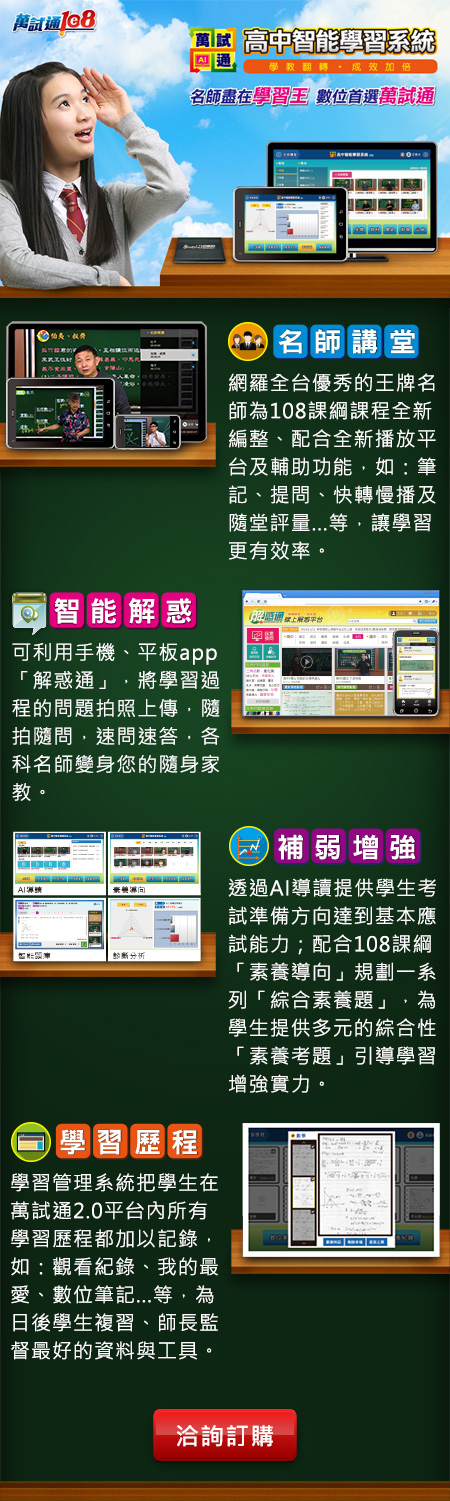 萬試通108
萬試通 AI
高中智能學習系統
學教翻轉・成效加倍
名師盡在學習王 數位首選萬試通
名師講堂
網羅全台優秀的王牌名
師為108課綱課程全新
編整、配合全新播放平
台及輔助功能，如：筆
記、提問、快轉慢播及
隨堂評量...等，讓學習
更有效率。
智能解惑
可利用手機、平板app
「解惑通」，將學習過
程的問題拍照上傳，隨
拍隨問，速問速答，各
科名師變身您的隨身家
教。
解惑通 線上解惑平台
補弱增強
AI導讀
素養導向
智能題庫
診斷分析
透過AI導讀提供學生考
試準備方向達到基本應
試能力；配合108課綱
「素養導向」規劃一系
列「綜合素養題」，為
學生提供多元的綜合性
「素養考題」引導學習
增強實力。
學習歷程
學習管理系統把學生在
萬試通2.0平台內所有
學習歷程都加以記錄，
如：觀看紀錄、我的最
愛、數位筆記...等，為
日後學生複習、師長監
督最好的資料與工具。
洽詢訂購